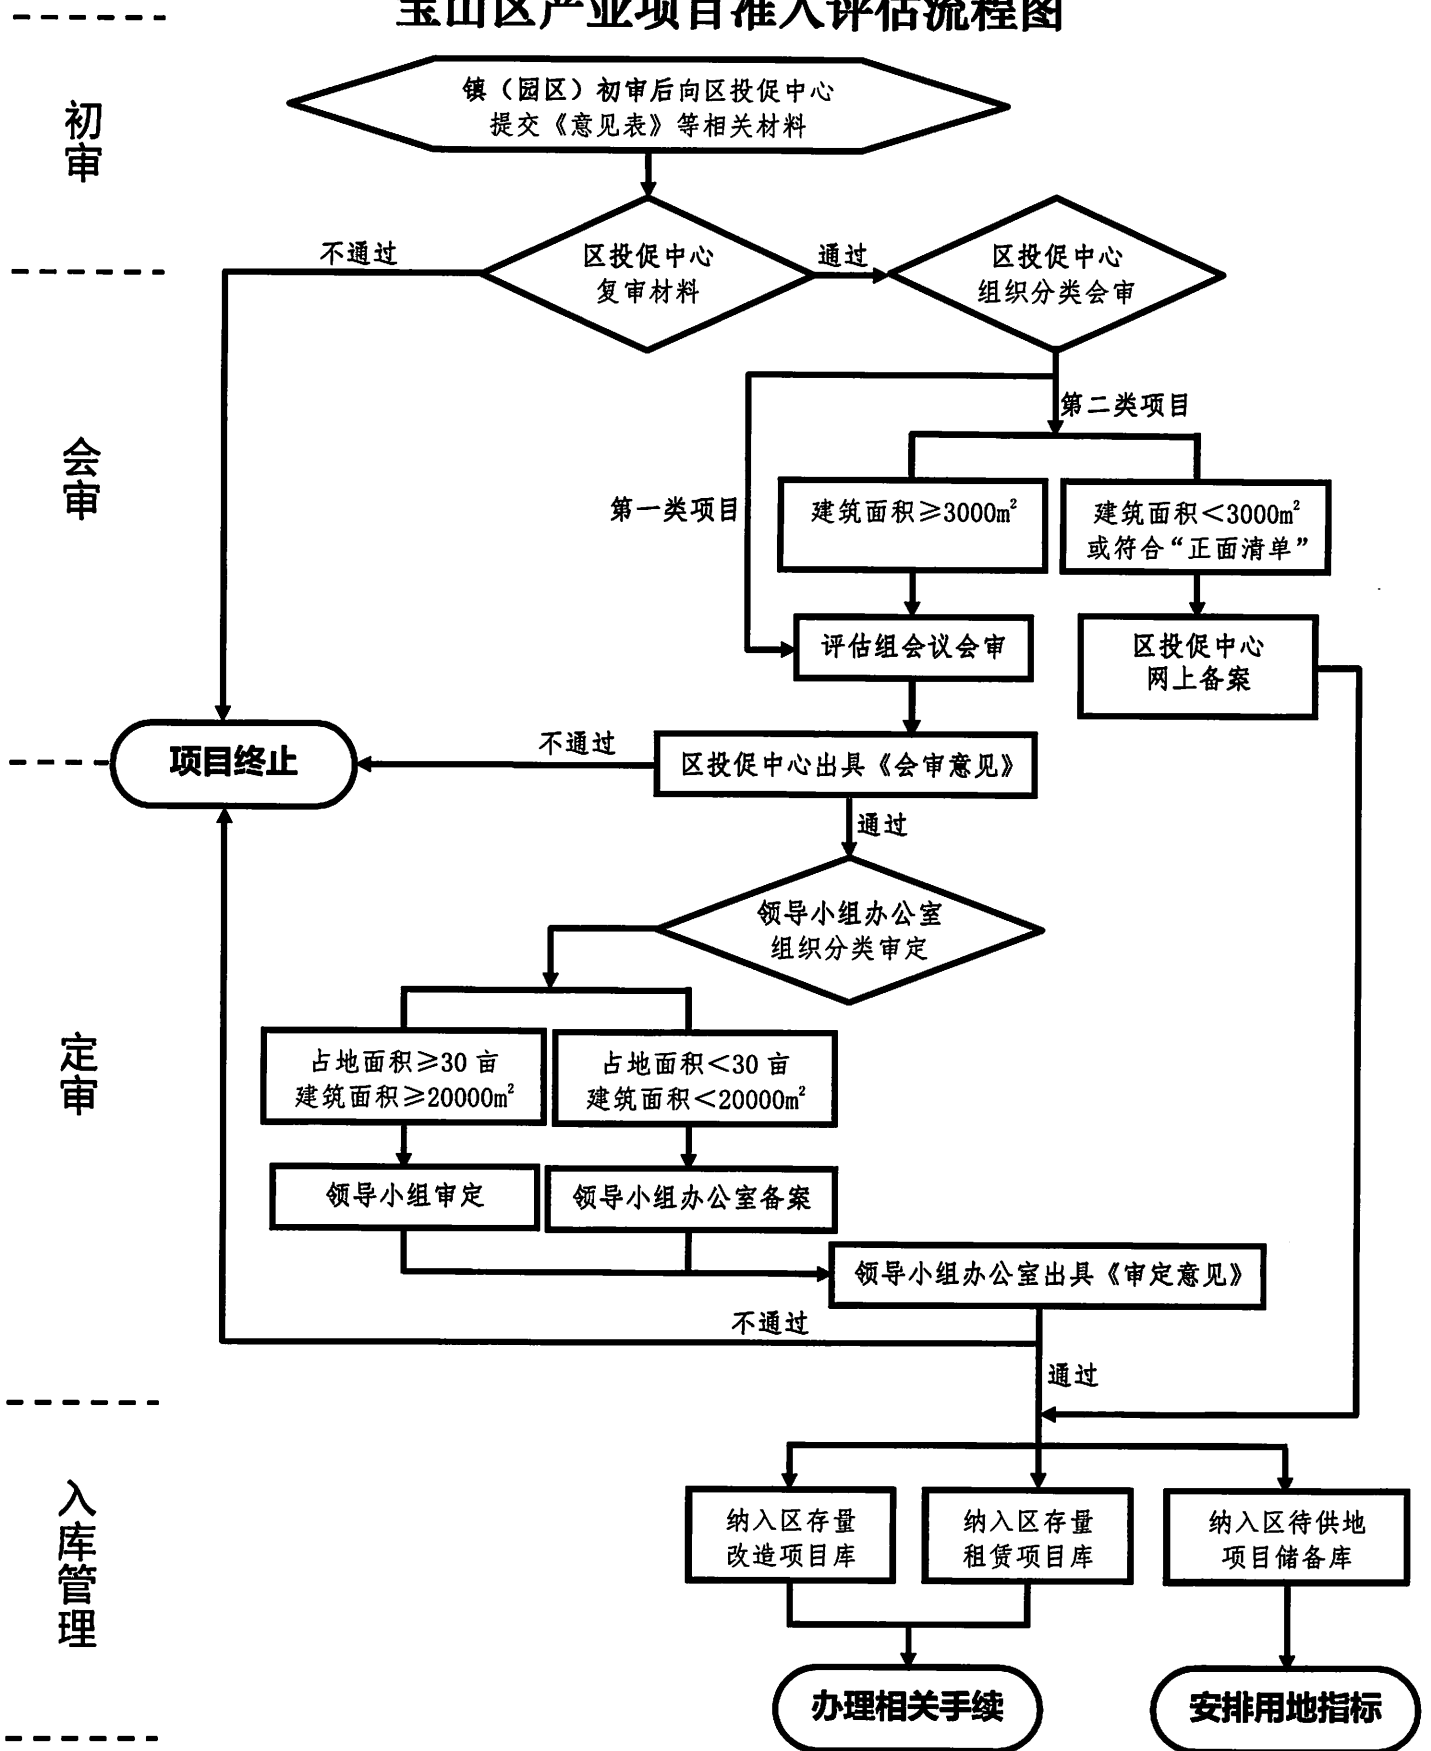 宝山区产业项目准入评估流程图
初审
镇（园区）初审后向区投促中心
提交《意见表》等相关材料
不通过
区投促中心
复审材料
通过
区投促中心
组织分类会审
会审
第二类项目
第一类项目
建筑面积≥3000m²
建筑面积＜3000m²
或符合“正面清单”
评估组会议会审
区投促中心
网上备案
项目终止
不通过
区投促中心出具《会审意见》
通过
领导小组办公室
组织分类审定
定审
占地面积≥30亩
建筑面积≥20000m²
占地面积＜30亩
建筑面积＜20000m²
领导小组审定
领导小组办公室备案
领导小组办公室出具《审定意见》
不通过
通过
入库管理
纳入区存量
改造项目库
纳入区存量
租赁项目库
纳入区待供地
项目储备库
办理相关手续
安排用地指标